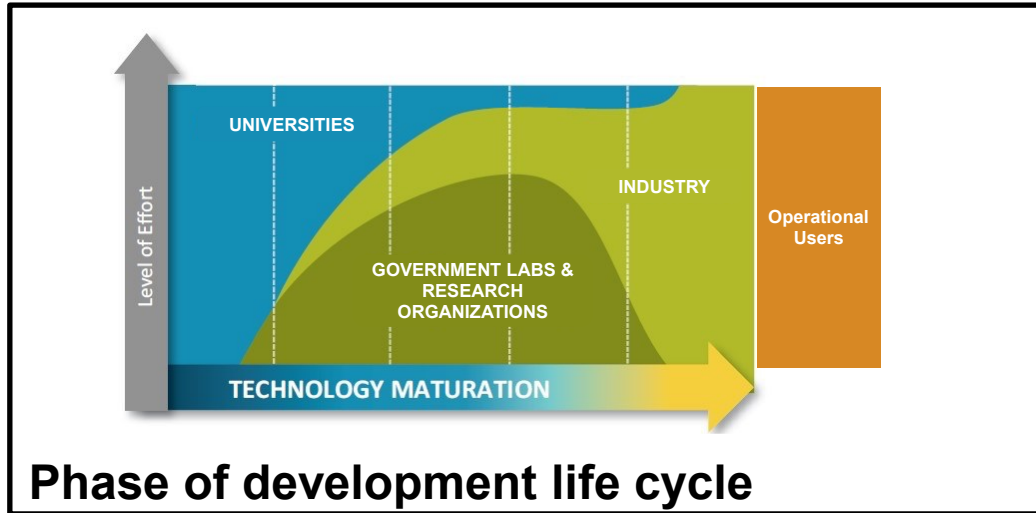 UNIVERSITIES
INDUSTRY
Operational
Users
Level of Effort
GOVERNMENT LABS &
RESEARCH
ORGANIZATIONS
TECHNOLOGY MATURATION
Phase of development life cycle